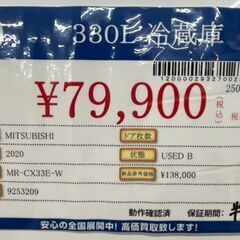 330L 冷蔵庫
12000029327002
250
¥79,900
(税込)
MITSUBISHI
ドア枚数
2020
状態
USED B
MR-CX33E-W
新品参考価格
¥138,000
9253209
動作確認済
保証期間:
安心の全国展開中!高価買取致します!